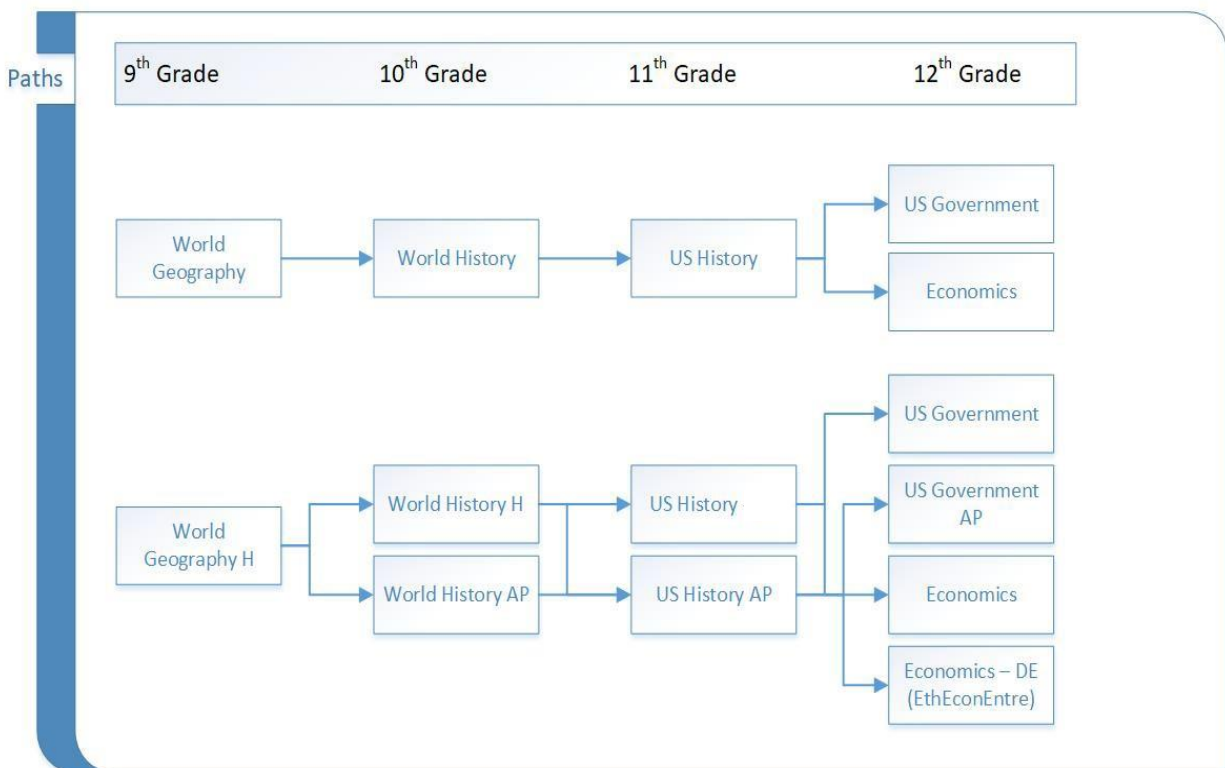 Paths
9th Grade 10th Grade 11th Grade 12th Grade
US Government
World
Geography
World History
US History
Economics
US Government
World History H
US History
US Government
AP
World
Geography H
World History AP
US History AP
Economics
Economics – DE
(EthEconEntre)